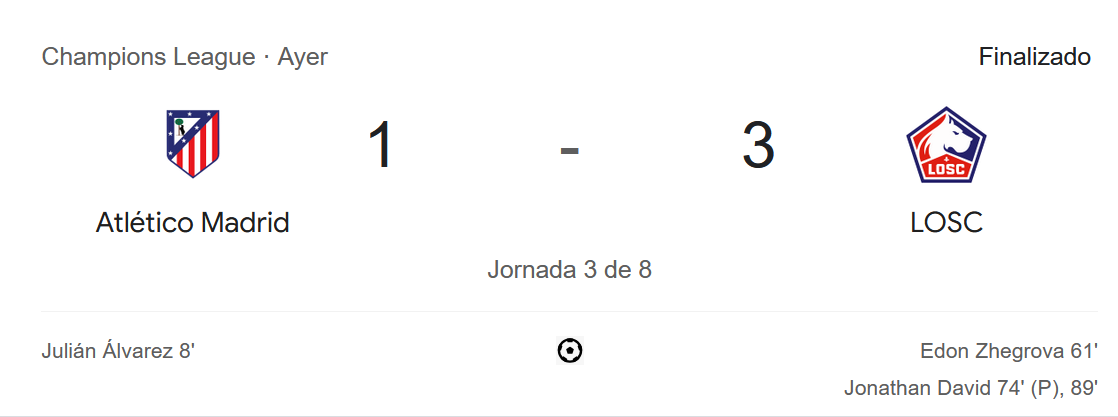 Champions League · Ayer
Finalizado
1 - 3
LOSC
Atlético Madrid
LOSC
Jornada 3 de 8
Julián Álvarez 8'
Edon Zhegrova 61'
Jonathan David 74' (P), 89'